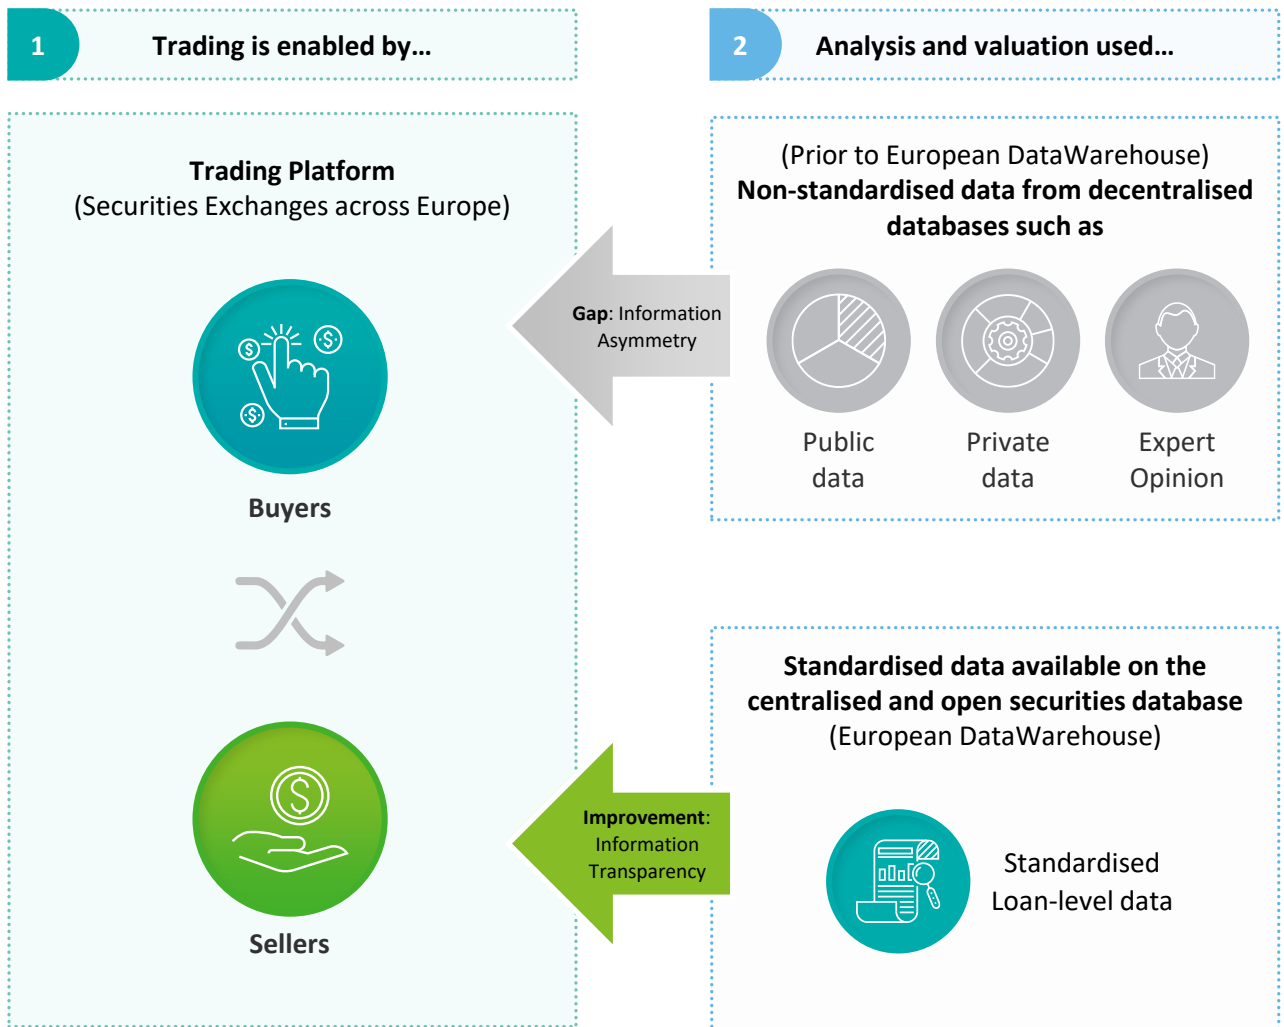 1
Trading is enabled by…
2
Analysis and valuation used…
Trading Platform
(Securities Exchanges across Europe)
Buyers
Sellers
Gap: Information
Asymmetry
(Prior to European DataWarehouse)
Non-standardised data from decentralised
databases such as
Public
data
Private
data
Expert
Opinion
Improvement:
Information
Transparency
Standardised data available on the
centralised and open securities database
(European DataWarehouse)
Standardised
Loan-level data